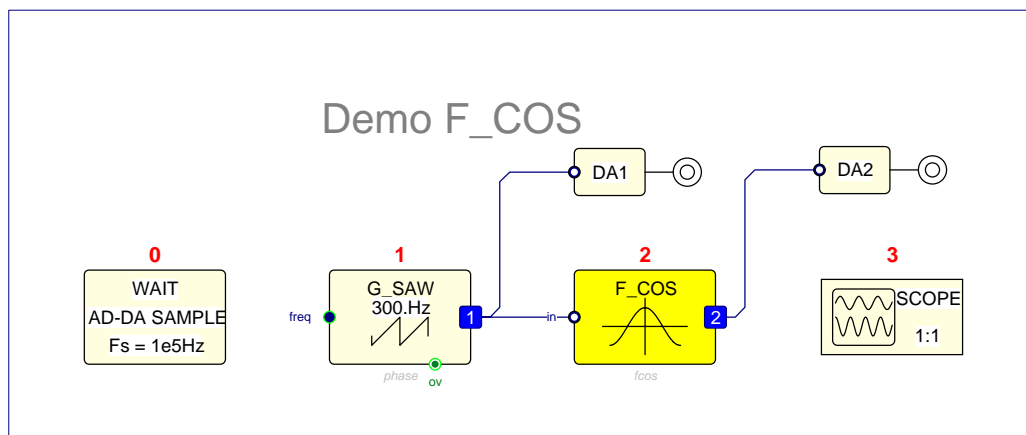 Demo F_COS
DA1
DA2
0
1
2
3
WAIT
AD-DA SAMPLE
Fs = 1e5Hz
freq
G_SAW
300.Hz
1
phase
ov
in
F_COS
2
fcos
SCOPE
1:1